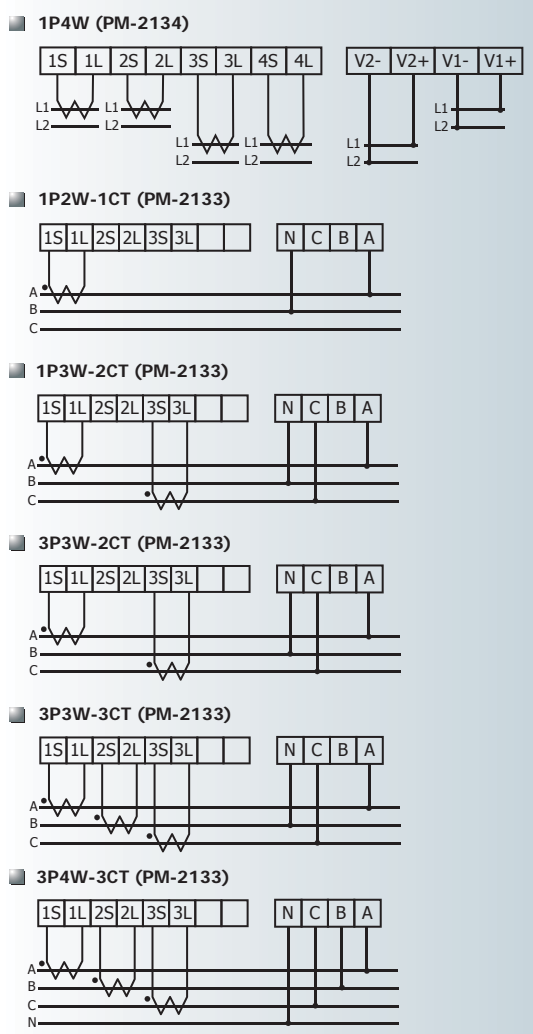 1P4W (PM-2134)
1S 1L 2S 2L 3S 3L 4S 4L V2- V2+ V1- V1+
L1 L1 L1
L2 L2 L2
L1 L1 L1
L2 L2 L2
1P2W-1CT (PM-2133)
1S 1L 2S 2L 3S 3L N C B A
A
B
C
1P3W-2CT (PM-2133)
1S 1L 2S 2L 3S 3L N C B A
A
B
C
3P3W-2CT (PM-2133)
1S 1L 2S 2L 3S 3L N C B A
A
B
C
3P3W-3CT (PM-2133)
1S 1L 2S 2L 3S 3L N C B A
A
B
C
3P4W-3CT (PM-2133)
1S 1L 2S 2L 3S 3L N C B A
A
B
C
N